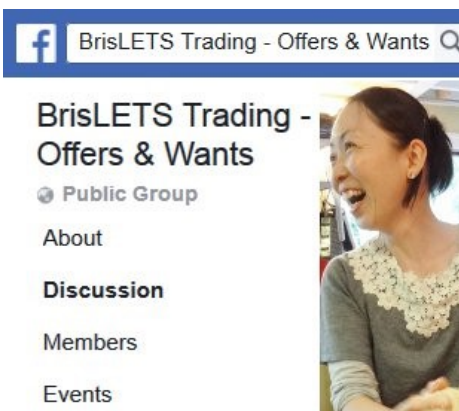 f BrisLETS Trading - Offers & Wants
BrisLETS Trading -
Offers & Wants
Public Group
About
Discussion
Members
Events